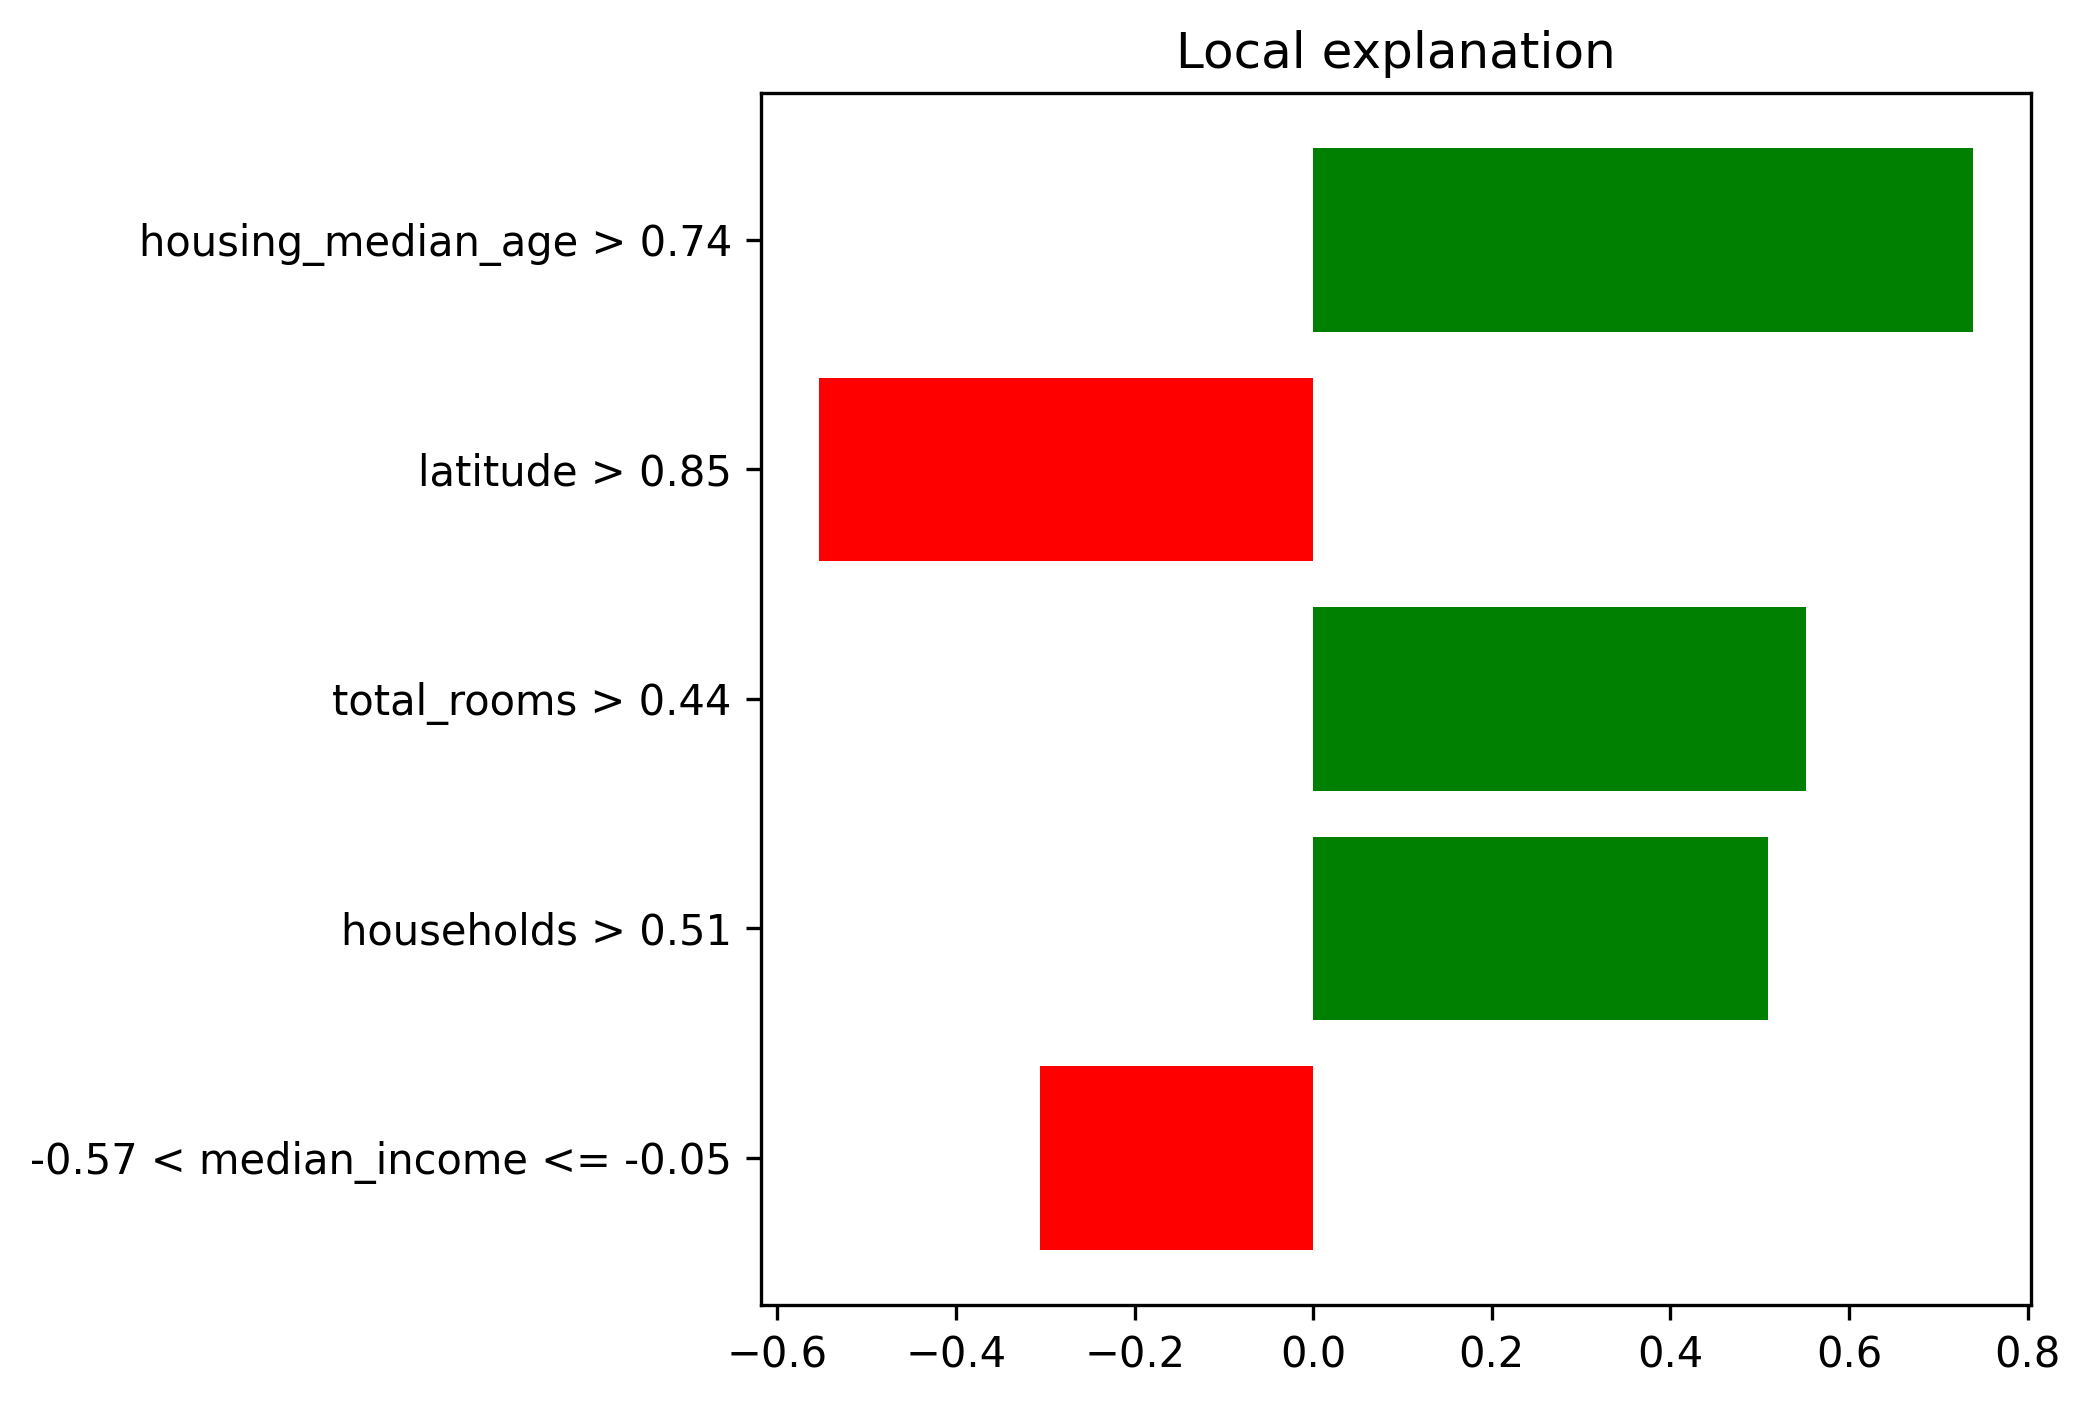 Local explanation
housing_median_age > 0.74
latitude > 0.85
total_rooms > 0.44
households > 0.51
-0.57 < median_income <= -0.05
−0.6 −0.4 −0.2 0.0 0.2 0.4 0.6 0.8